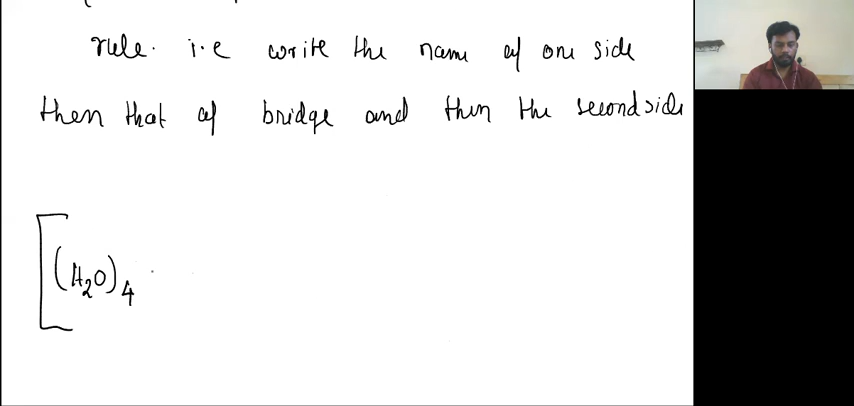 rule. i.e write the name of one side
then that of bridge and then the second side
[(H₂O)₄